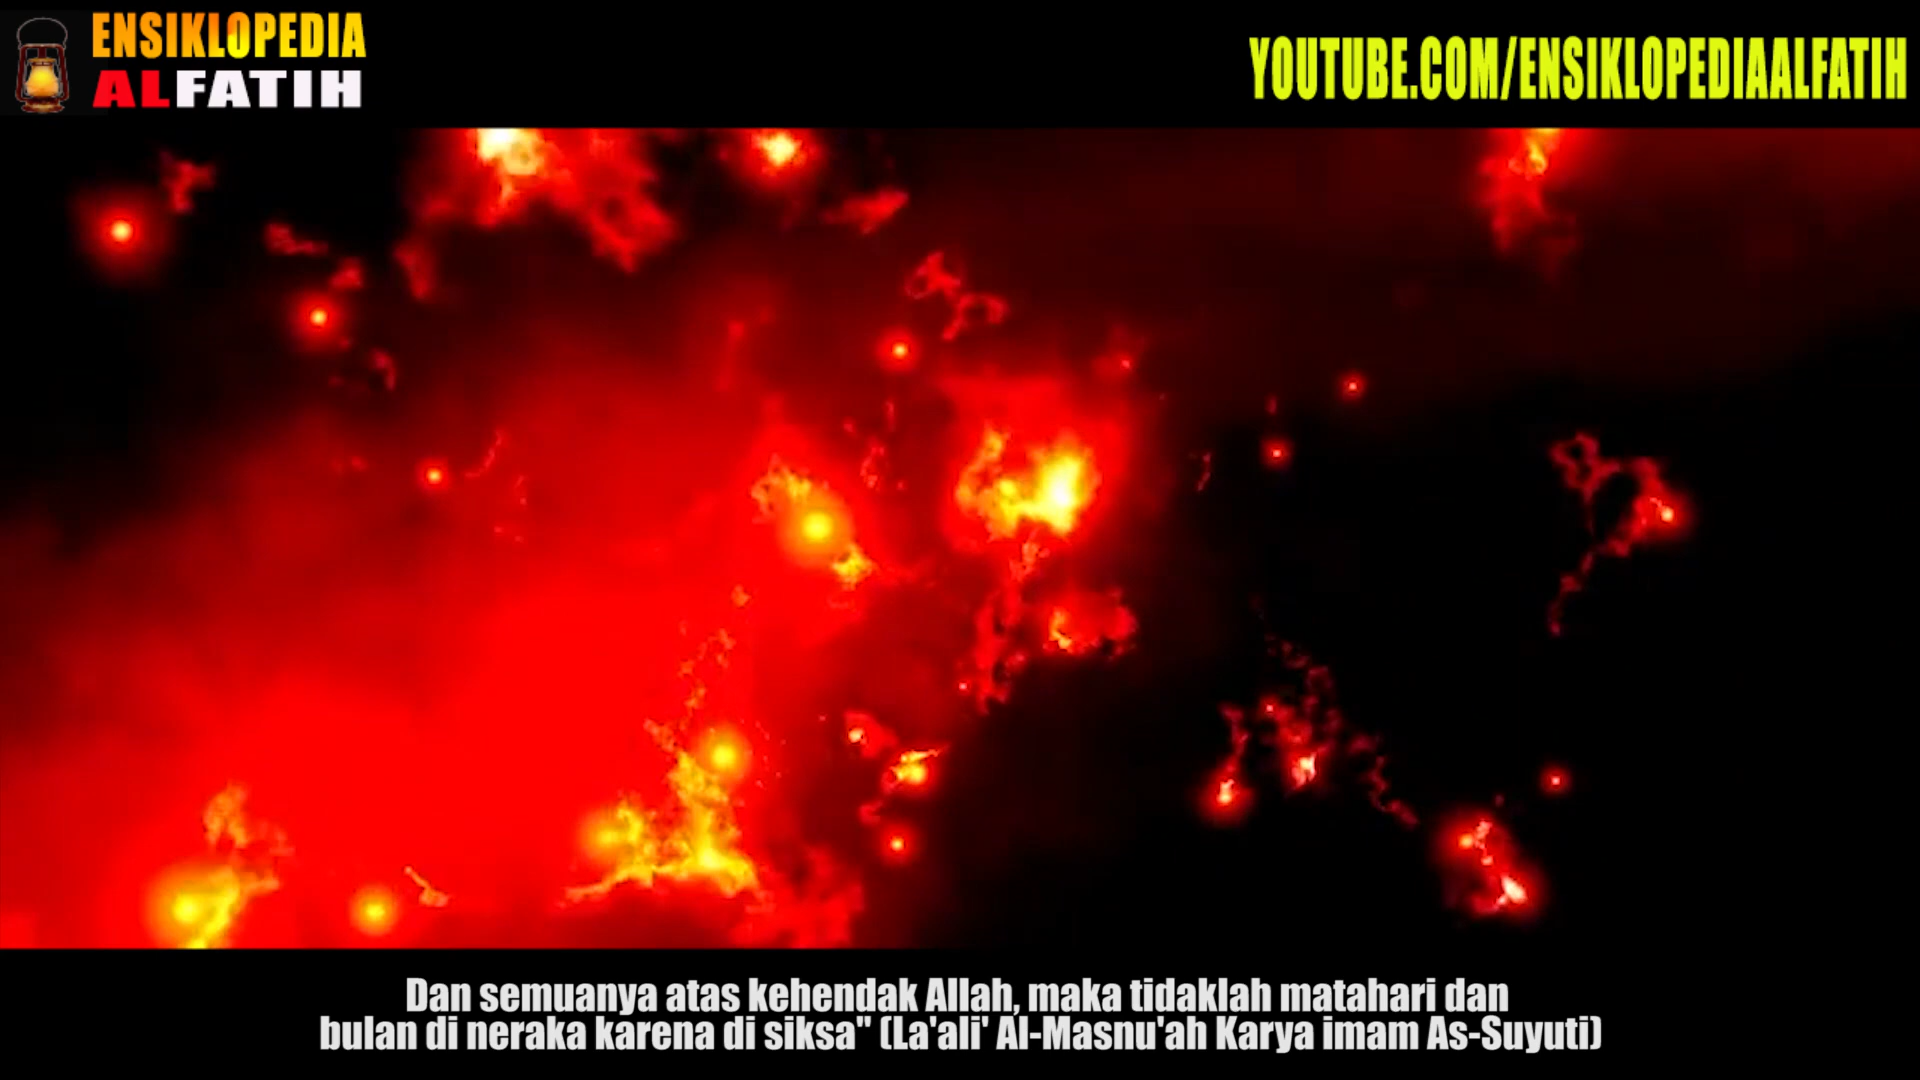 ENSIKLOPEDIA
ALFATIH
YOUTUBE.COM/ENSIKLOPEDIAALFATIH
Dan semuanya atas kehendak Allah, maka tidaklah matahari dan
bulan di neraka karena di siksa" (La'ali' Al-Masnu'ah Karya imam As-Suyuti)